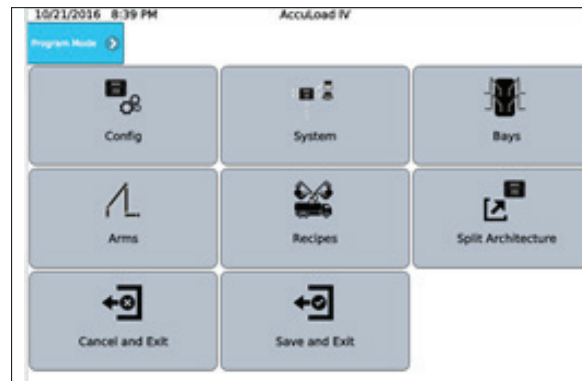 10/21/2016 8:39 PM AccuLoad IV
Program Mode
Config System Bays
Arms Recipes Split Architecture
Cancel and Exit Save and Exit